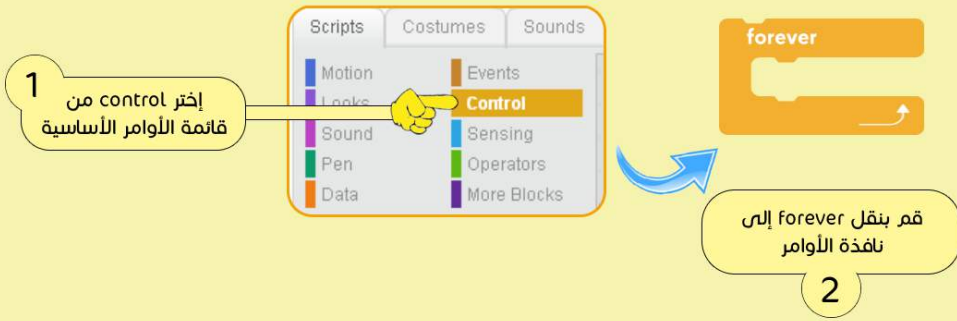 Scripts Costumes Sounds
Motion Events
Looks Control
Sound Sensing
Pen Operators
Data More Blocks
1
إختر control من
قائمة الأوامر الأساسية
forever
قم بنقل forever إلى
نافذة الأوامر
2